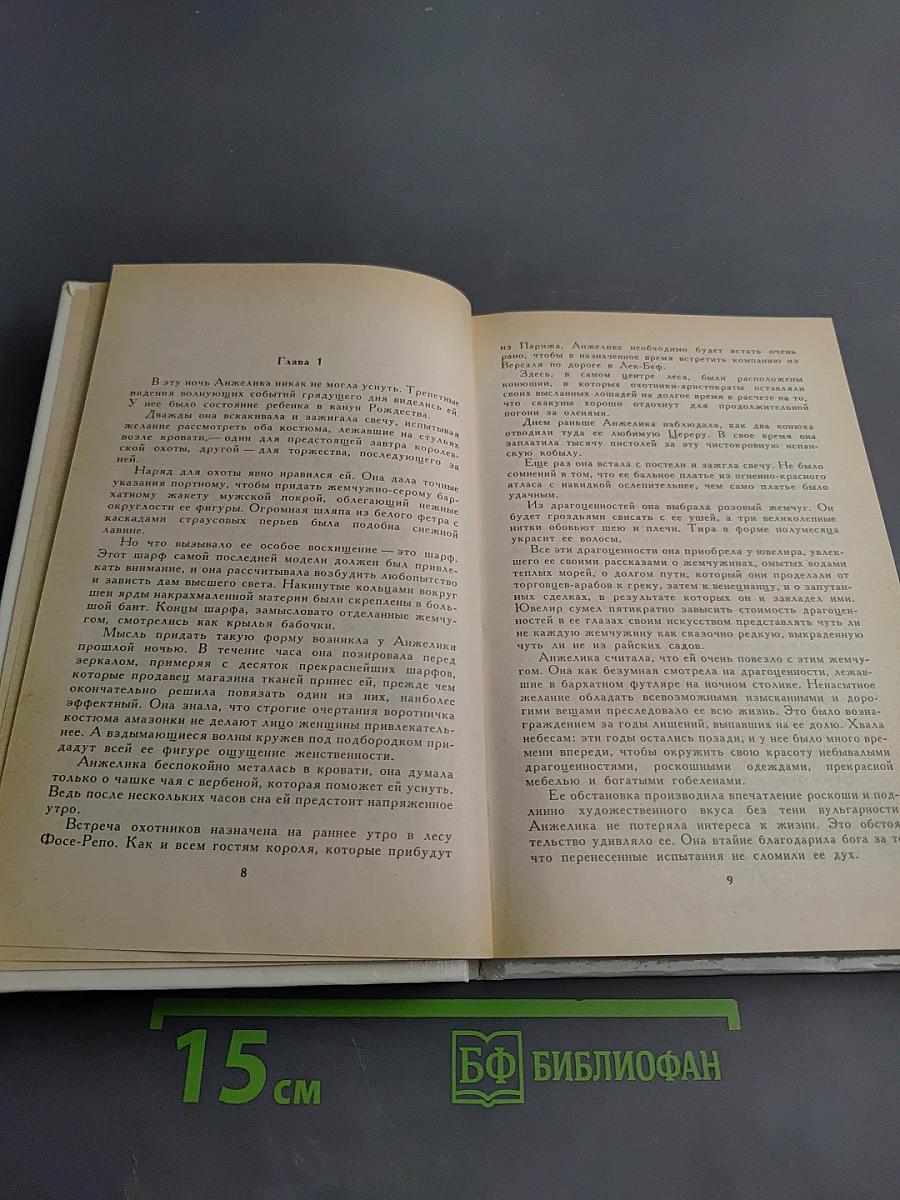 Глава 1
В эту ночь Анжелика никак не могла уснуть. Трепетные
видения волнующих событий грядущего дня виделись ей.
У нее было состояние ребенка в канун Рождества.
Дважды она вскакивала и зажигала свечу, испытывая
желание рассмотреть оба костюма, лежавшие на стульях
возле кровати,— один для предстоящей завтра королев-
ской охоты, другой — для торжества, последующего за
ней.
Наряд для охоты явно нравился ей. Она дала точные
указания портному, чтобы придать жемчужно-серому бар-
хатному жакету мужской покрой, облегающий нежные
округлости ее фигуры. Огромная шляпа из белого фетра с
каскадами страусовых перьев была подобна снежной
лавине.
Но что вызывало ее особое восхищение — это шарф.
Этот шарф самой последней модели должен был привле-
кать внимание, и она рассчитывала возбудить любопытство
и зависть дам высшего света. Накинутые кольцами вокруг
шеи ярды накрахмаленной материи были скреплены в боль-
шой бант. Концы шарфа, замысловато отделанные жемчу-
гом, смотрелись как крылья бабочки.
Мысль придать такую форму возникла у Анжелики
прошлой ночью. В течение часа она позировала перед
зеркалом, примеряя с десяток прекраснейших шарфов,
которые продавец магазина тканей принес ей, прежде чем
окончательно решила повязать один из них, наиболее
эффектный. Она знала, что строгие очертания воротничка
костюма амазонки не делают лицо женщины привлекатель-
нее. А вздымающиеся волны кружев под подбородком при-
дадут всей ее фигуре ощущение женственности.
Анжелика беспокойно металась в кровати, она думала
только о чашке чая с вербеной, которая поможет ей уснуть.
Ведь после нескольких часов сна ей предстоит напряженное
утро.
Встреча охотников назначена на раннее утро в лесу
Фосе-Репо. Как и всем гостям короля, которые прибудут
8
из Парижа, Анжелике необходимо будет встать очень
рано, чтобы в назначенное время встретить компанию из
Версаля по дороге в Лек-Беф.
Здесь, в самом центре леса, были расположены
конюшни, в которых охотники-аристократы оставляли
своих высланных лошадей на долгое время в расчете на то,
что скакуны хорошо отдохнут для продолжительной
погони за оленями.
Днем раньше Анжелика наблюдала, как два конюха
отводили туда ее любимую Цереру. В свое время она
заплатила тысячу пистолей за эту чистокровную испан-
скую кобылу.
Еще раз она встала с постели и зажгла свечу. Не было
сомнений в том, что ее бальное платье из огненно-красного
атласа с накидкой ослепительнее, чем само платье было
удачным.
Из драгоценностей она выбрала розовый жемчуг. Он
будет гроздьями свисать с ее ушей, а три великолепные
нитки обовьют шею и плечи. Тира в форме полумесяца
украсит ее волосы.
Все эти драгоценности она приобрела у ювелира, увлек-
шего ее своими рассказами о жемчужинах, омытых водами
теплых морей, о долгом пути, который они проделали от
торговцев-арабов к греку, затем к венецианцу, и о запутан-
ных сделках, в результате которых он и завладел ими.
Ювелир сумел пятикратно завысить стоимость драгоцен-
ностей в ее глазах своим искусством представлять чуть ли
не каждую жемчужину как сказочно редкую, выкраденную
чуть ли не из райских садов.
Анжелика считала, что ей очень повезло с этим жемчу-
гом. Она как безумная смотрела на драгоценности, лежав-
шие в бархатном футляре на ночном столике. Ненасытное
желание обладать всевозможными изысканными и доро-
гими вещами преследовало ее всю жизнь. Это было возна-
граждением за годы лишений, выпавших на ее долю. Хвала
небесам: эти годы остались позади, и у нее было много вре-
мени впереди, чтобы окружить свою красоту небывалыми
драгоценностями, роскошными одеждами, прекрасной
мебелью и богатыми гобеленами.
Ее обстановка производила впечатление роскоши и под-
линно художественного вкуса без тени вульгарности
Анжелика не потеряла интереса к жизни. Это обстоя
тельство удивляло ее. Она втайне благодарила бога за то
что перенесенные испытания не сломили ее дух.
9
15 см
БФ БИБЛИОФАН